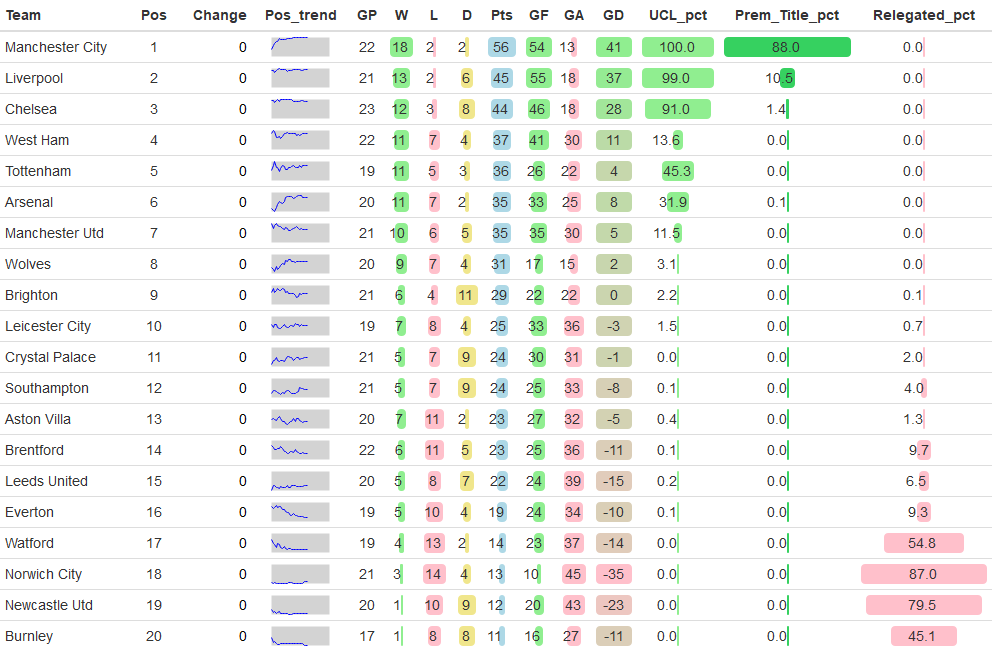 Team Pos Change Pos_trend GP W L D Pts GF GA GD UCL_pct Prem_Title_pct Relegated_pct
Manchester City 1 0 22 18 2 2 56 54 13 41 100.0 88.0 0.0
Liverpool 2 0 21 13 2 6 45 55 18 37 99.0 10.5 0.0
Chelsea 3 0 23 12 3 8 44 46 18 28 91.0 1.4 0.0
West Ham 4 0 22 11 7 4 37 41 30 11 13.6 0.0 0.0
Tottenham 5 0 19 11 5 3 36 26 22 4 45.3 0.0 0.0
Arsenal 6 0 20 11 7 2 35 33 25 8 31.9 0.1 0.0
Manchester Utd 7 0 21 10 6 5 35 35 30 5 11.5 0.0 0.0
Wolves 8 0 20 9 7 4 31 17 15 2 3.1 0.0 0.0
Brighton 9 0 21 6 4 11 29 22 22 0 2.2 0.0 0.1
Leicester City 10 0 19 7 8 4 25 33 36 -3 1.5 0.0 0.7
Crystal Palace 11 0 21 5 7 9 24 30 31 -1 0.0 0.0 2.0
Southampton 12 0 21 5 7 9 24 25 33 -8 0.1 0.0 4.0
Aston Villa 13 0 20 7 11 2 23 27 32 -5 0.4 0.0 1.3
Brentford 14 0 22 6 11 5 23 25 36 -11 0.1 0.0 9.7
Leeds United 15 0 20 5 8 7 22 24 39 -15 0.2 0.0 6.5
Everton 16 0 19 5 10 4 19 24 34 -10 0.1 0.0 9.3
Watford 17 0 19 4 13 2 14 23 37 -14 0.0 0.0 54.8
Norwich City 18 0 21 3 14 4 13 10 45 -35 0.0 0.0 87.0
Newcastle Utd 19 0 20 1 10 9 12 20 43 -23 0.0 0.0 79.5
Burnley 20 0 17 1 8 8 11 16 27 -11 0.0 0.0 45.1